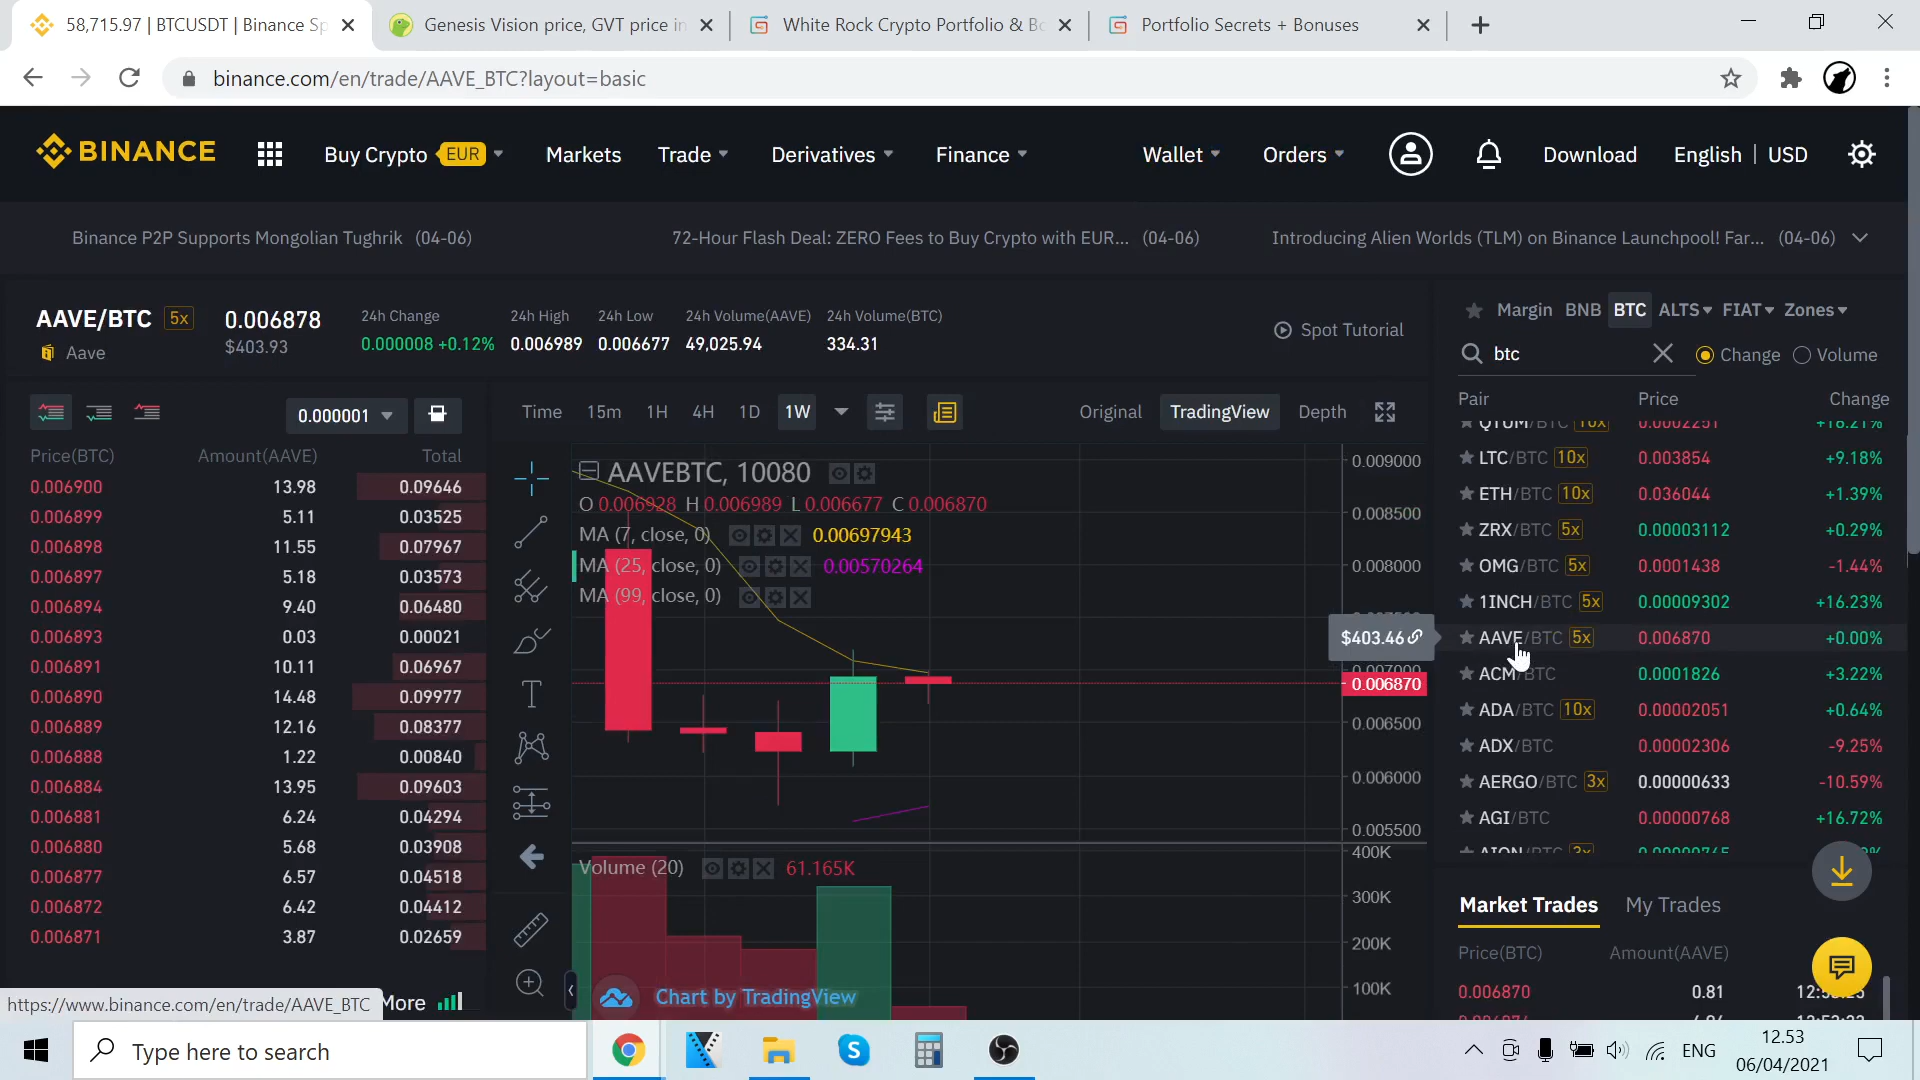 58,715.97 | BTCUSDT | Binance Sp
Genesis Vision price, GVT price in
White Rock Crypto Portfolio & Bo
Portfolio Secrets + Bonuses
binance.com/en/trade/AAVE_BTC?layout=basic
BINANCE
Buy Crypto EUR
Markets
Trade
Derivatives
Finance
Wallet
Orders
Download
English | USD
Binance P2P Supports Mongolian Tughrik (04-06)
72-Hour Flash Deal: ZERO Fees to Buy Crypto with EUR... (04-06)
Introducing Alien Worlds (TLM) on Binance Launchpool! Far... (04-06)
AAVE/BTC 5x
Aave
0.006878
$403.93
24h Change
0.000008 +0.12%
24h High
0.006989
24h Low
0.006677
24h Volume(AAVE)
49,025.94
24h Volume(BTC)
334.31
Spot Tutorial
0.000001
Price(BTC) Amount(AAVE) Total
0.006900 13.98 0.09646
0.006899 5.11 0.03525
0.006898 11.55 0.07967
0.006897 5.18 0.03573
0.006894 9.40 0.06480
0.006893 0.03 0.00021
0.006891 10.11 0.06967
0.006890 14.48 0.09977
0.006889 12.16 0.08377
0.006888 1.22 0.00840
0.006884 13.95 0.09603
0.006881 6.24 0.04294
0.006880 5.68 0.03908
0.006877 6.57 0.04518
0.006872 6.42 0.04412
0.006871 3.87 0.02659
More
https://www.binance.com/en/trade/AAVE_BTC
Time 15m 1H 4H 1D 1W
Original TradingView Depth
AAVEBTC, 10080
O 0.006928 H 0.006989 L 0.006677 C 0.006870
MA (7, close, 0) 0.00697943
MA (25, close, 0) 0.00570264
MA (99, close, 0)
0.009000
0.008500
0.008000
0.007000
0.006870
0.006500
0.006000
0.005500
Volume (20) 61.165K
400K
300K
200K
100K
Chart by TradingView
$403.46
Margin BNB BTC ALTS FIAT Zones
btc
Change Volume
Pair Price Change
QTUM/BTC 10x 0.0002251 +18.21%
LTC/BTC 10x 0.003854 +9.18%
ETH/BTC 10x 0.036044 +1.39%
ZRX/BTC 5x 0.00003112 +0.29%
OMG/BTC 5x 0.0001438 -1.44%
1INCH/BTC 5x 0.00009302 +16.23%
AAVE/BTC 5x 0.006870 +0.00%
ACM/BTC 0.0001826 +3.22%
ADA/BTC 10x 0.00002051 +0.64%
ADX/BTC 0.00002306 -9.25%
AERGO/BTC 3x 0.00000633 -10.59%
AGI/BTC 0.00000768 +16.72%
AION/BTC 3x
Market Trades My Trades
Price(BTC) Amount(AAVE)
0.006870 0.81
Type here to search
ENG
12.53
06/04/2021